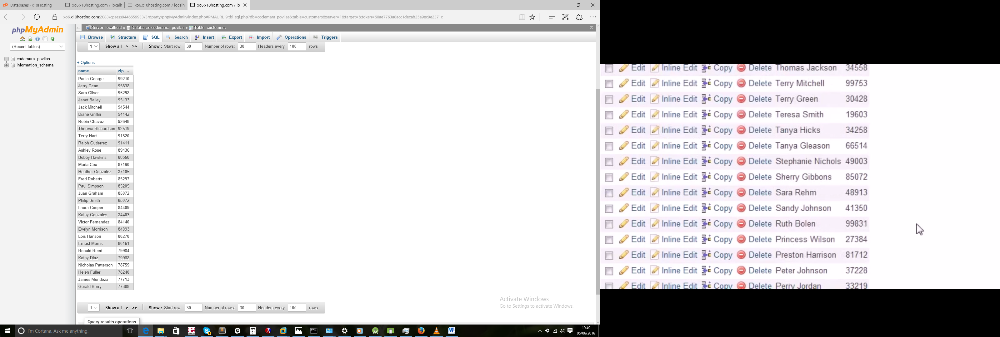 Databases - x10Hosting
xo6.x10hosting.com / localh
xo6.x10hosting.com / localh
xo6.x10hosting.com / lo
xo6.x10hosting.com:2083/cpsess9446659933/3rdparty/phpMyAdmin/index.php#PMAURL-9:tbl_sql.php?db=codemara_povilas&table=customers&server=1&target=&token=60ae7763a8acc1decab25a9ec9e2371c
phpMyAdmin
(Recent tables) ...
codemara_povilas
information_schema
Server: localhost » Database: codemara_povilas » Table: customers
Browse Structure SQL Search Insert Export Import Operations Triggers
1 Show all > >> Show : Start row: 30 Number of rows: 30 Headers every 100 rows
+ Options
name zip
Paula George 99210
Jerry Dean 95838
Sara Oliver 95298
Janet Bailey 95133
Jack Mitchell 94544
Diane Griffin 94142
Robin Chavez 92648
Theresa Richardson 92519
Terry Hart 91520
Ralph Gutierrez 91411
Ashley Rose 89436
Bobby Hawkins 88558
Maria Cox 87190
Heather Gonzalez 87105
Fred Roberts 85297
Paul Simpson 85205
Juan Graham 85072
Philip Smith 85072
Laura Cooper 84409
Kathy Gonzales 84403
Victor Fernandez 84140
Evelyn Morrison 84093
Lois Hanson 80270
Ernest Morris 80161
Ronald Reed 79984
Kathy Diaz 79968
Nicholas Patterson 78759
Helen Fuller 78240
James Mendoza 77713
Gerald Berry 77388
1 Show all > >> Show : Start row: 30 Number of rows: 30 Headers every 100 rows
Query results operations
Activate Windows
Go to Settings to activate Windows.
I'm Cortana. Ask me anything.
19:49
05/06/2016
Edit Inline Edit Copy Delete Thomas Jackson 34558
Edit Inline Edit Copy Delete Terry Mitchell 99753
Edit Inline Edit Copy Delete Terry Green 30428
Edit Inline Edit Copy Delete Teresa Smith 19603
Edit Inline Edit Copy Delete Tanya Hicks 34258
Edit Inline Edit Copy Delete Tanya Gleason 66514
Edit Inline Edit Copy Delete Stephanie Nichols 49003
Edit Inline Edit Copy Delete Sherry Gibbons 85072
Edit Inline Edit Copy Delete Sara Rehm 48913
Edit Inline Edit Copy Delete Sandy Johnson 41350
Edit Inline Edit Copy Delete Ruth Bolen 99831
Edit Inline Edit Copy Delete Princess Wilson 27384
Edit Inline Edit Copy Delete Preston Harrison 81712
Edit Inline Edit Copy Delete Peter Johnson 37228
Edit Inline Edit Copy Delete Perry Jordan 33219